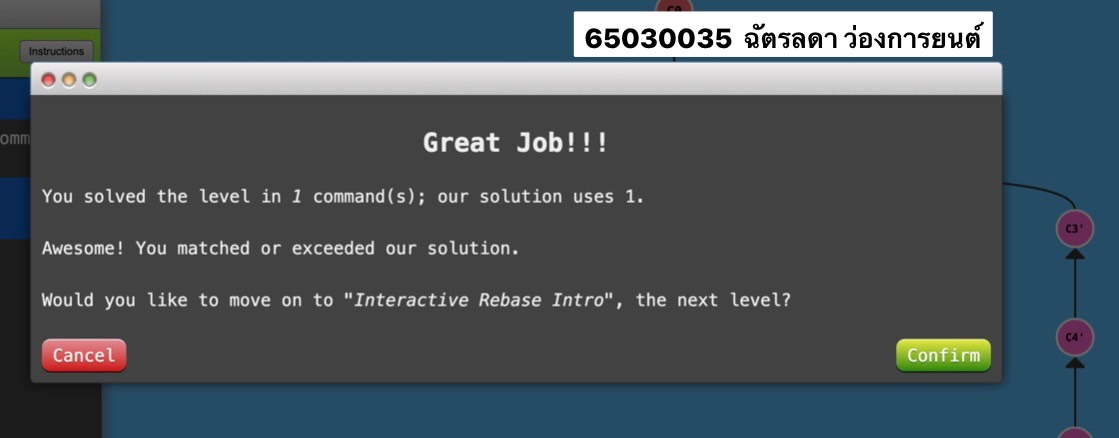 C0
65030035 ฉัตรลดา ว่องการยนต์
Instructions
Great Job!!!
You solved the level in 1 command(s); our solution uses 1.
Awesome! You matched or exceeded our solution.
Would you like to move on to "Interactive Rebase Intro", the next level?
Cancel
Confirm
C3'
C4'